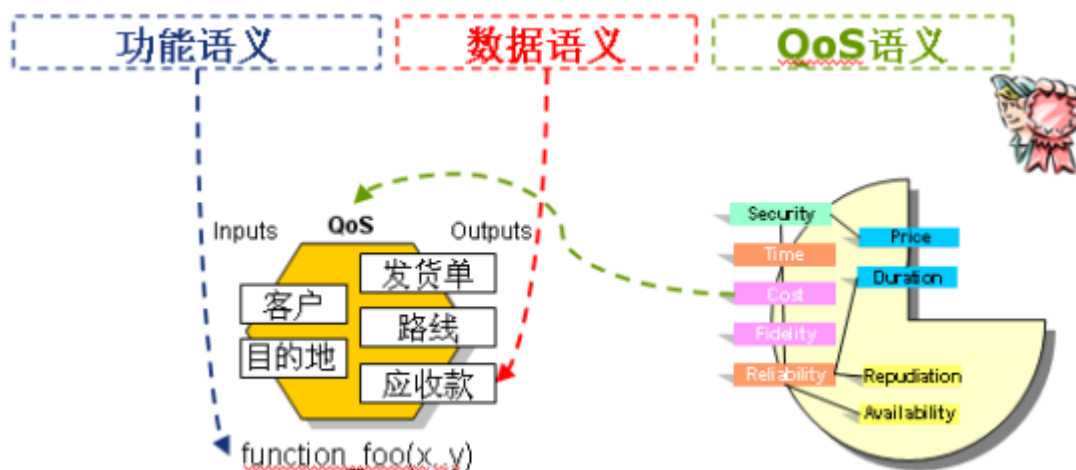 功能语义
数据语义
QoS语义
Inputs
QoS
Outputs
客户
目的地
发货单
路线
应收款
function_foo(x, y)
Security
Time
Cost
Fidelity
Reliability
Price
Duration
Repudiation
Availability